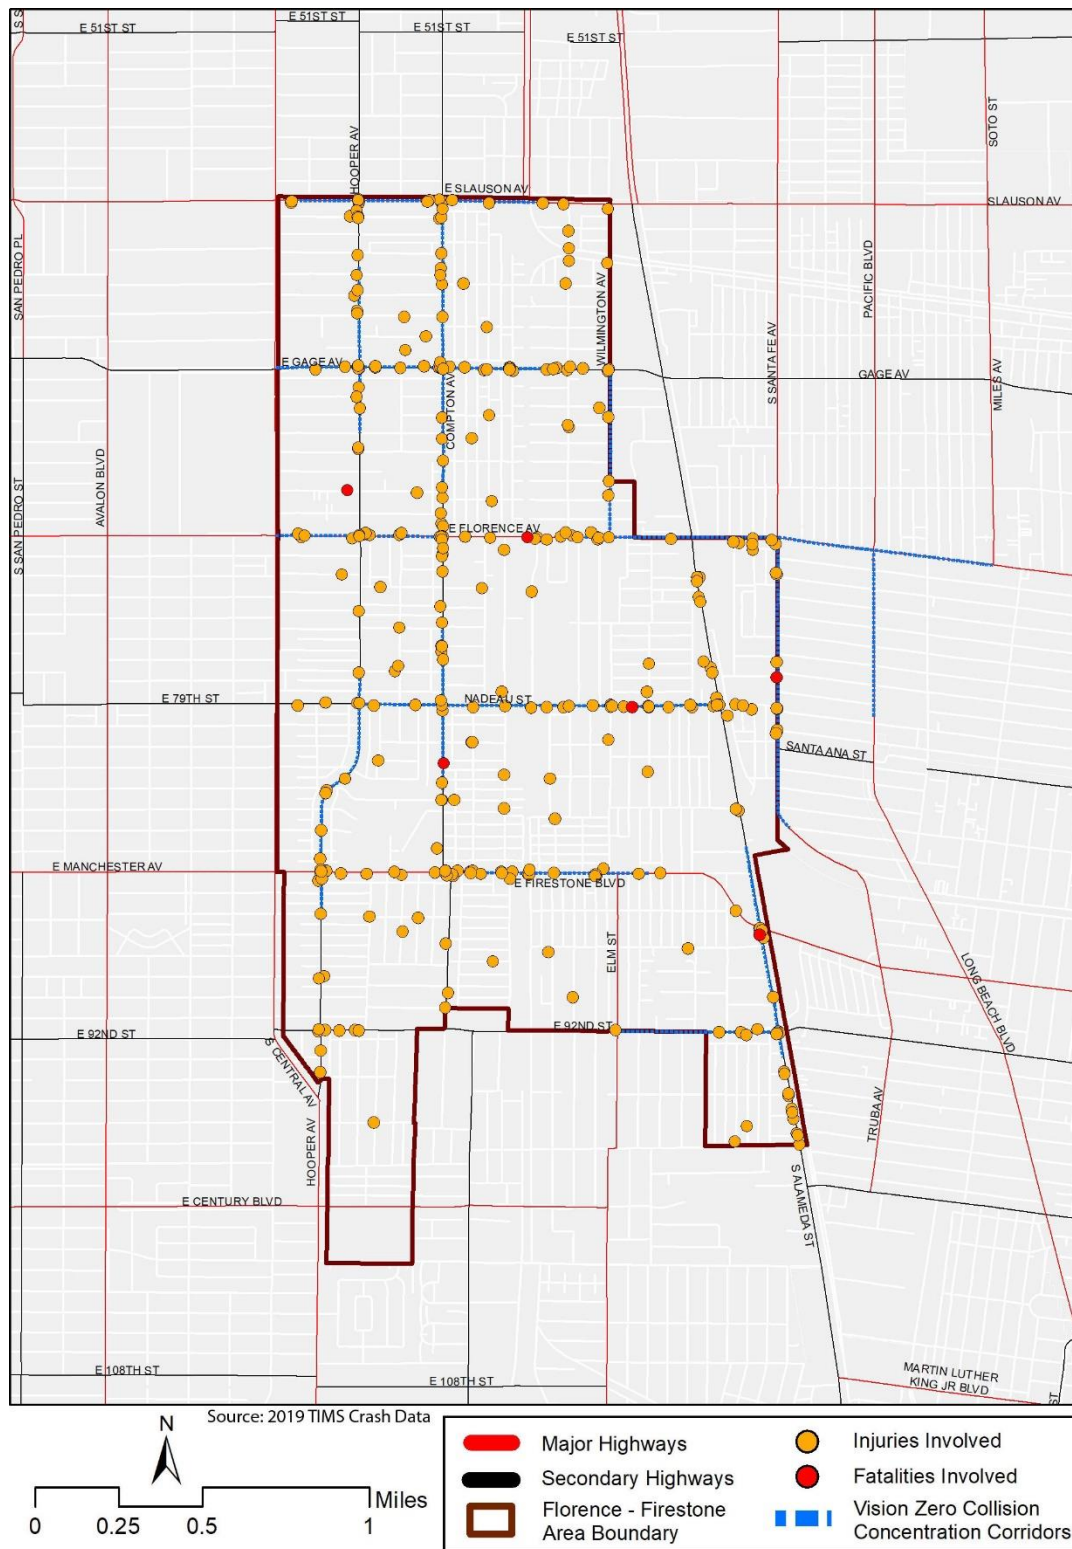 S S
E 51ST ST
E 51ST ST
E 51ST ST
E 51ST ST
SOTO ST
HOOPER AV
E SLAUSON AV
SLAUSON AV
SAN PEDRO PL
PACIFIC BLVD
WILMINGTON AV
S SANTA FE AV
E GAGE AV
GAGE AV
MILES AV
COMPTON AV
AVALON BLVD
S SAN PEDRO ST
E FLORENCE AV
E 79TH ST
NADEAU ST
SANTA ANA ST
E MANCHESTER AV
E FIRESTONE BLVD
ELM ST
LONG BEACH BLVD
E 92ND ST
E 92ND ST
S CENTRAL AV
TRUBA AV
HOOPER AV
E CENTURY BLVD
S ALAMEDA ST
E 108TH ST
E 108TH ST
MARTIN LUTHER
KING JR BLVD
ST
Source: 2019 TIMS Crash Data
N
Miles
0 0.25 0.5 1
Major Highways
Secondary Highways
Florence - Firestone
Area Boundary
Injuries Involved
Fatalities Involved
Vision Zero Collision
Concentration Corridors